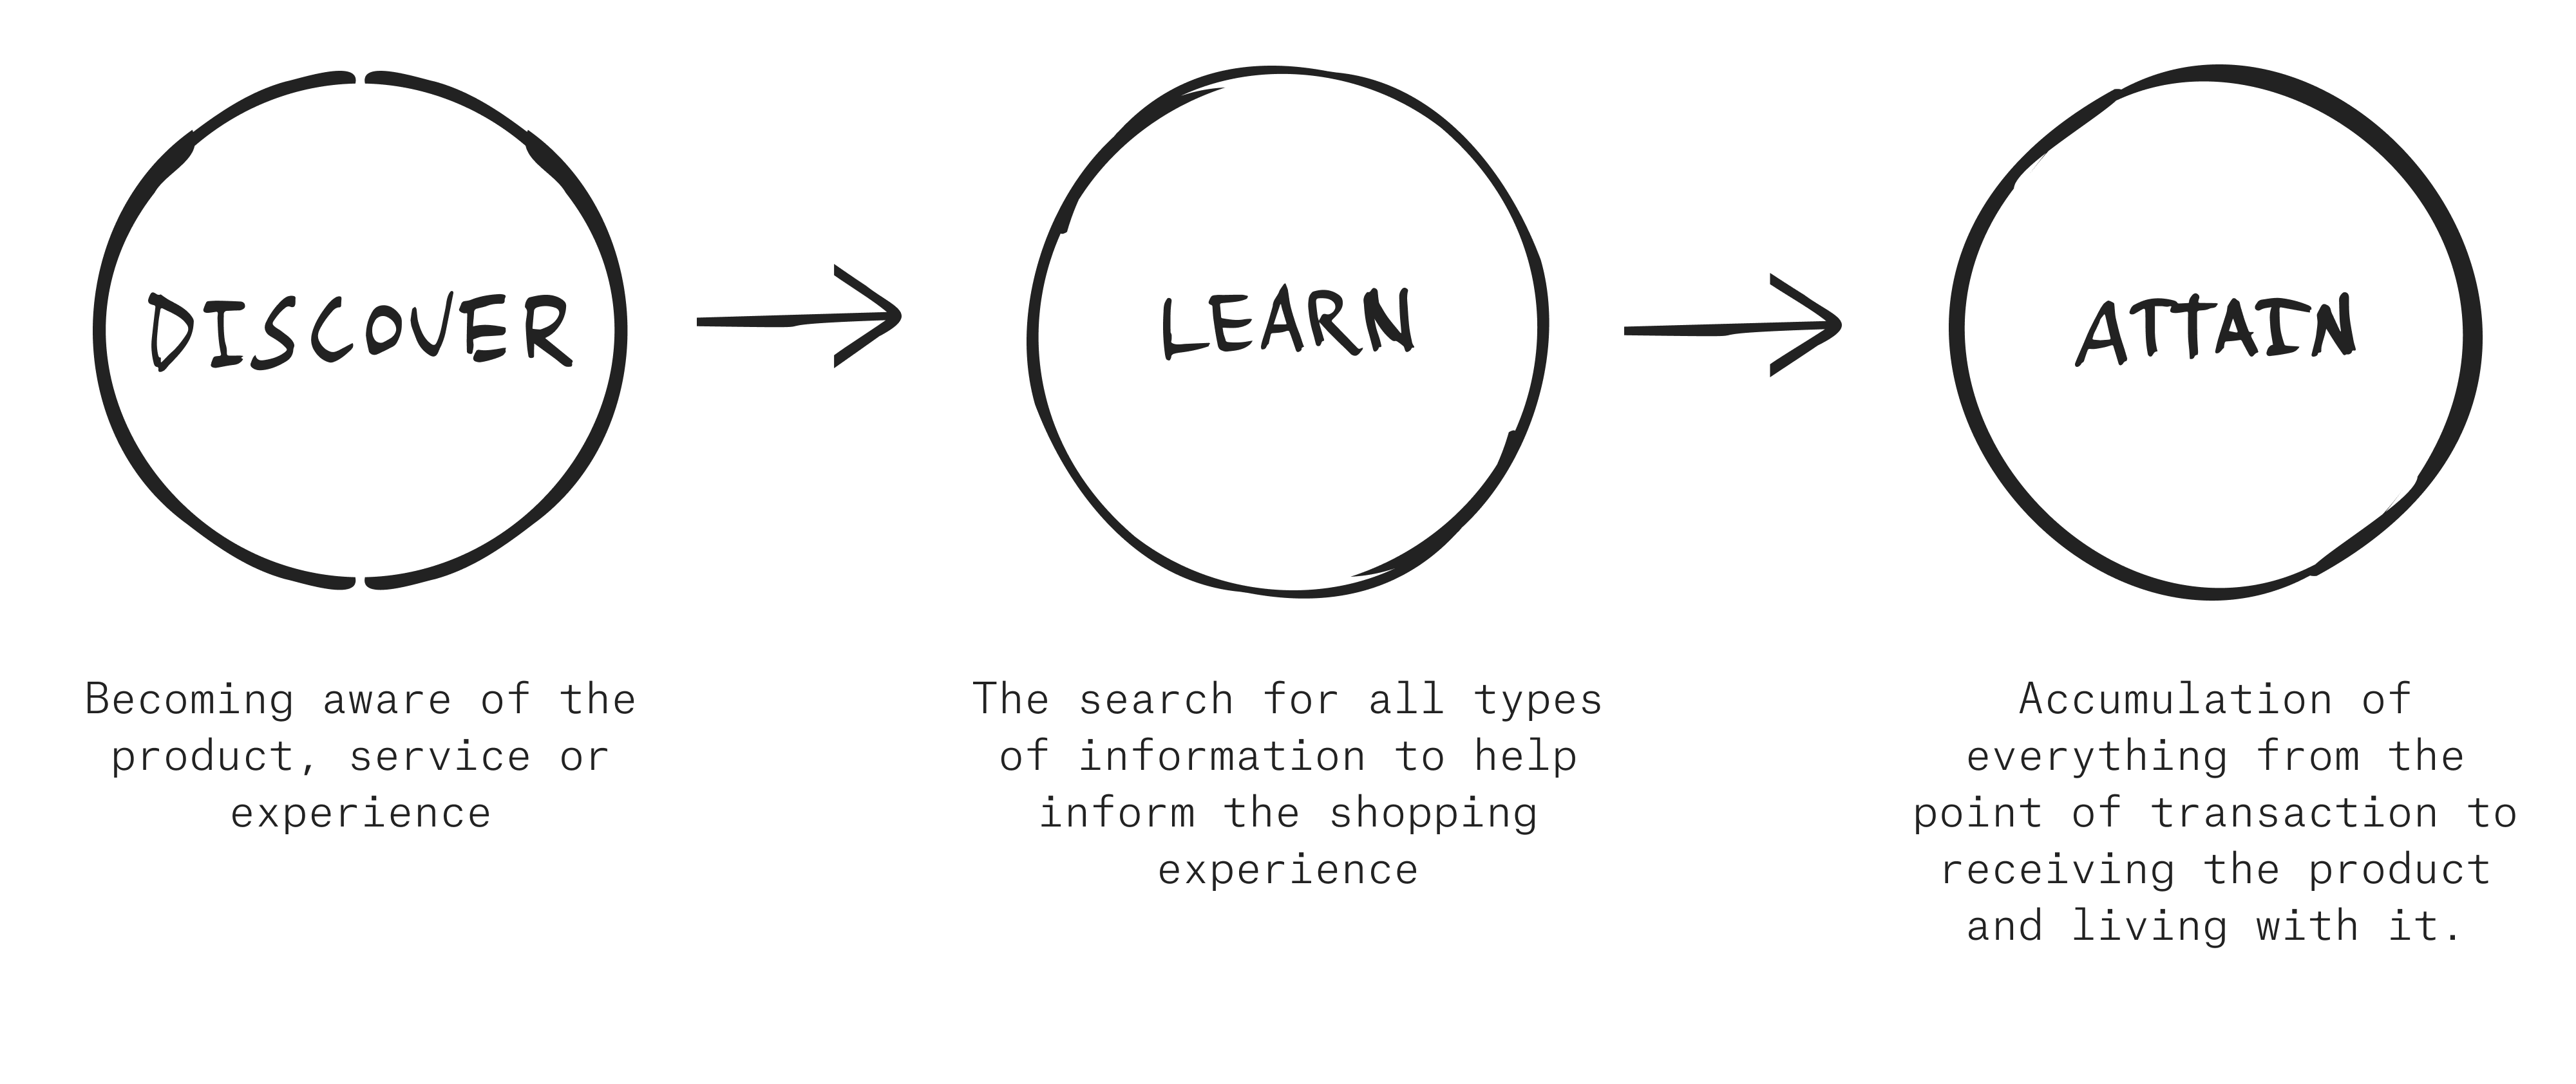 DISCOVER
LEARN
ATTAIN
Becoming aware of the
product, service or
experience
The search for all types
of information to help
inform the shopping
experience
Accumulation of
everything from the
point of transaction to
receiving the product
and living with it.